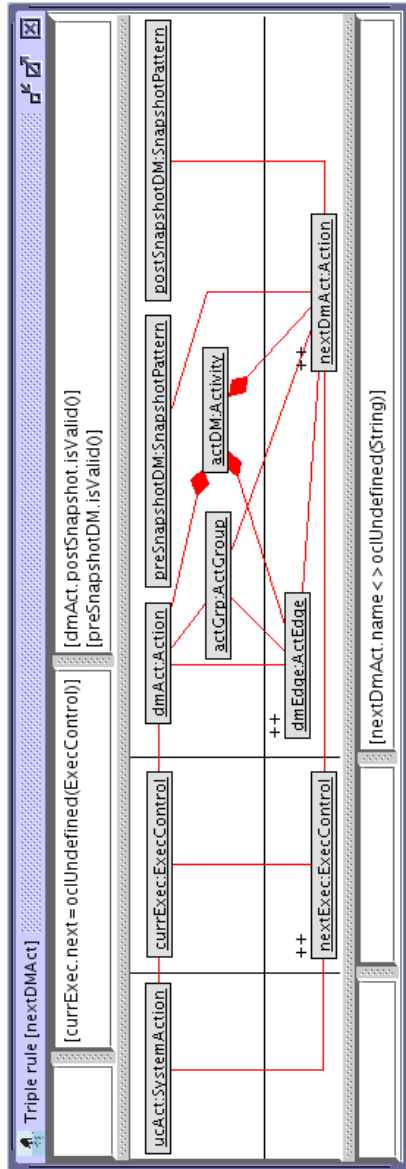 Triple rule [nextDMAct]
[currExec.next = oclUndefined(ExecControl)]
[dmAct.postSnapshot.isValid()]
[preSnapshotDM.isValid()]
ucAct:SystemAction
currExec:ExecControl
dmAct:Action
preSnapshotDM:SnapshotPattern
postSnapshotDM:SnapshotPattern
actGrp:ActGroup
actDM:Activity
++
dmEdge:ActEdge
++
nextExec:ExecControl
++
nextDmAct:Action
[nextDmAct.name < > oclUndefined(String)]